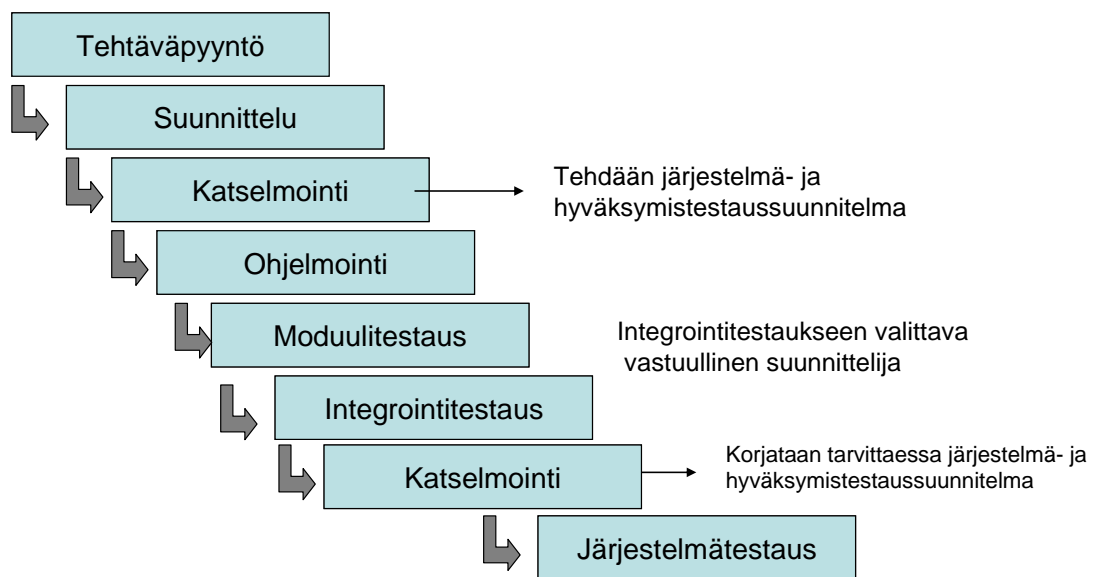 Tehtäväpyyntö
Suunnittelu
Katselmointi
Tehdään järjestelmä- ja
hyväksymistestaussuunnitelma
Ohjelmointi
Moduulitestaus
Integrointitestaukseen valittava
vastuullinen suunnittelija
Integrointitestaus
Katselmointi
Korjataan tarvittaessa järjestelmä- ja
hyväksymistestaussuunnitelma
Järjestelmätestaus